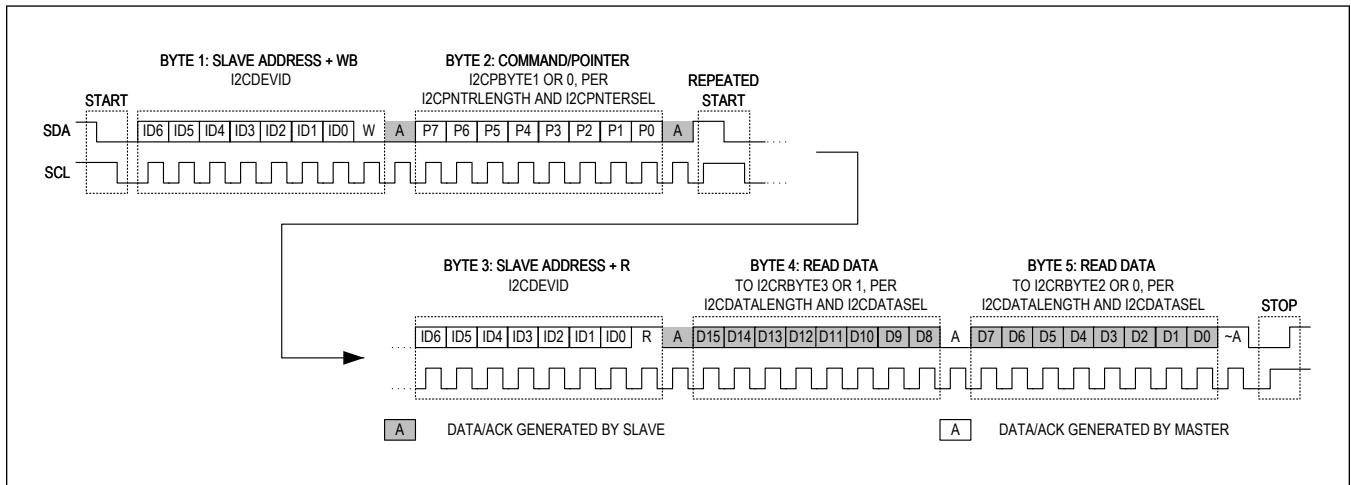 BYTE 1: SLAVE ADDRESS + WB
I2CDEVID
BYTE 2: COMMAND/POINTER
I2CPBYTE1 OR 0, PER
I2CPNTRLENGTH AND I2CPNTERSEL
START
REPEATED
START
SDA ID6 ID5 ID4 ID3 ID2 ID1 ID0 W A P7 P6 P5 P4 P3 P2 P1 P0 A
SCL
BYTE 3: SLAVE ADDRESS + R
I2CDEVID
BYTE 4: READ DATA
TO I2CRBYTE3 OR 1, PER
I2CDATALENGTH AND I2CDATASEL
BYTE 5: READ DATA
TO I2CRBYTE2 OR 0, PER
I2CDATALENGTH AND I2CDATASEL
STOP
ID6 ID5 ID4 ID3 ID2 ID1 ID0 R A D15 D14 D13 D12 D11 D10 D9 D8 A D7 D6 D5 D4 D3 D2 D1 D0 ~A
A DATA/ACK GENERATED BY SLAVE
A DATA/ACK GENERATED BY MASTER